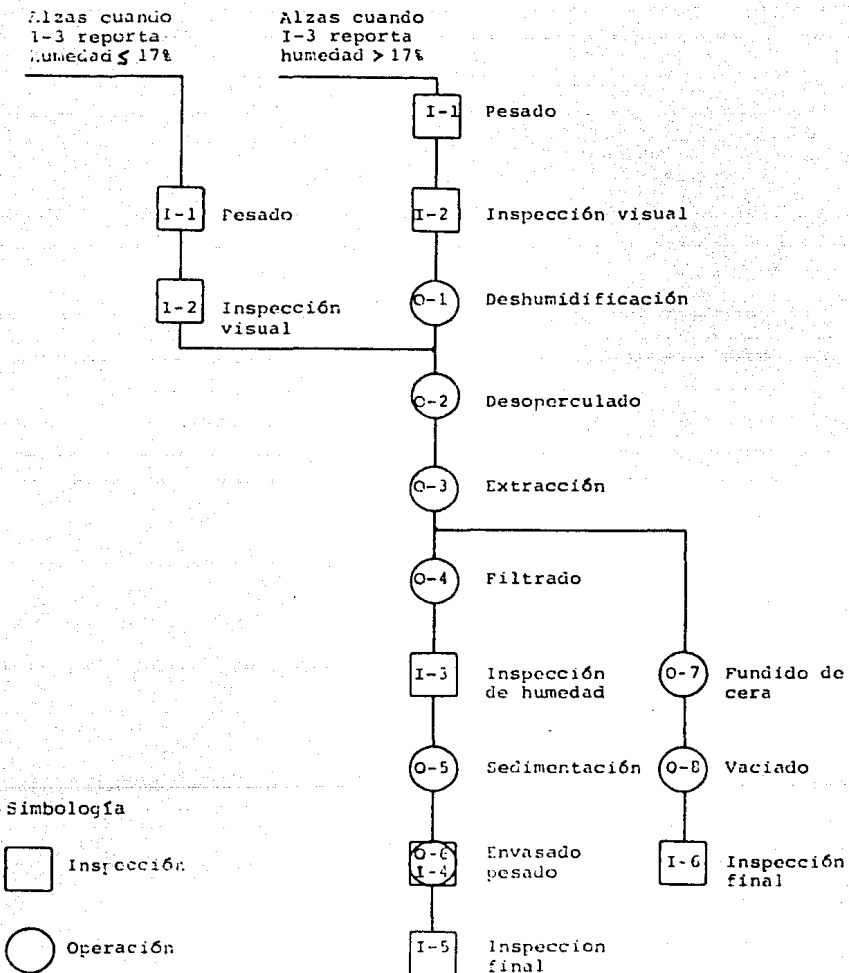 Alzas cuando
I-3 reporta
humedad ≤ 17%
Alzas cuando
I-3 reporta
humedad > 17%
I-1 Pesado
I-2 Inspección visual
I-1 Pesado
I-2 Inspección
visual
O-1 Deshumidificación
O-2 Desoperculado
O-3 Extracción
O-4 Filtrado
I-3 Inspección
de humedad
O-7 Fundido de
cera
O-5 Sedimentación
O-8 Vaciado
O-6 Envasado
I-4 pesado
I-6 Inspección
final
I-5 Inspeccion
final
Simbología
Inspección
Operación